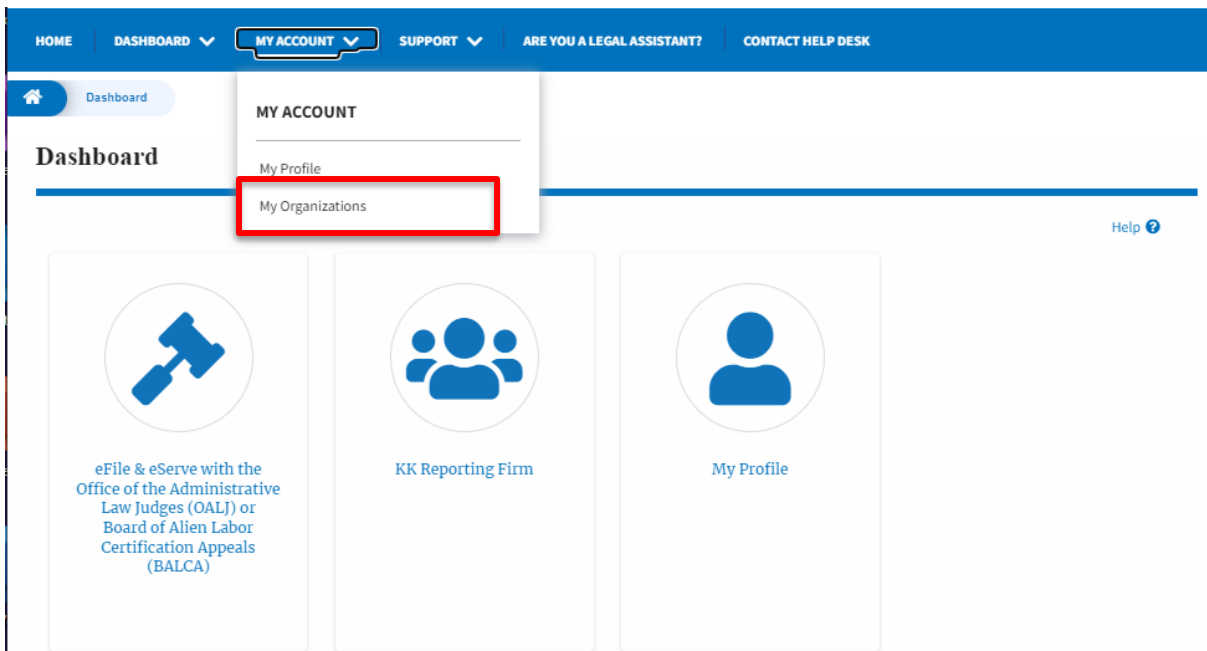 HOME DASHBOARD MY ACCOUNT SUPPORT ARE YOU A LEGAL ASSISTANT? CONTACT HELP DESK
Dashboard
MY ACCOUNT
Dashboard
My Profile
My Organizations
Help
eFile & eServe with the
Office of the Administrative
Law Judges (OALJ) or
Board of Alien Labor
Certification Appeals
(BALCA)
KK Reporting Firm
My Profile